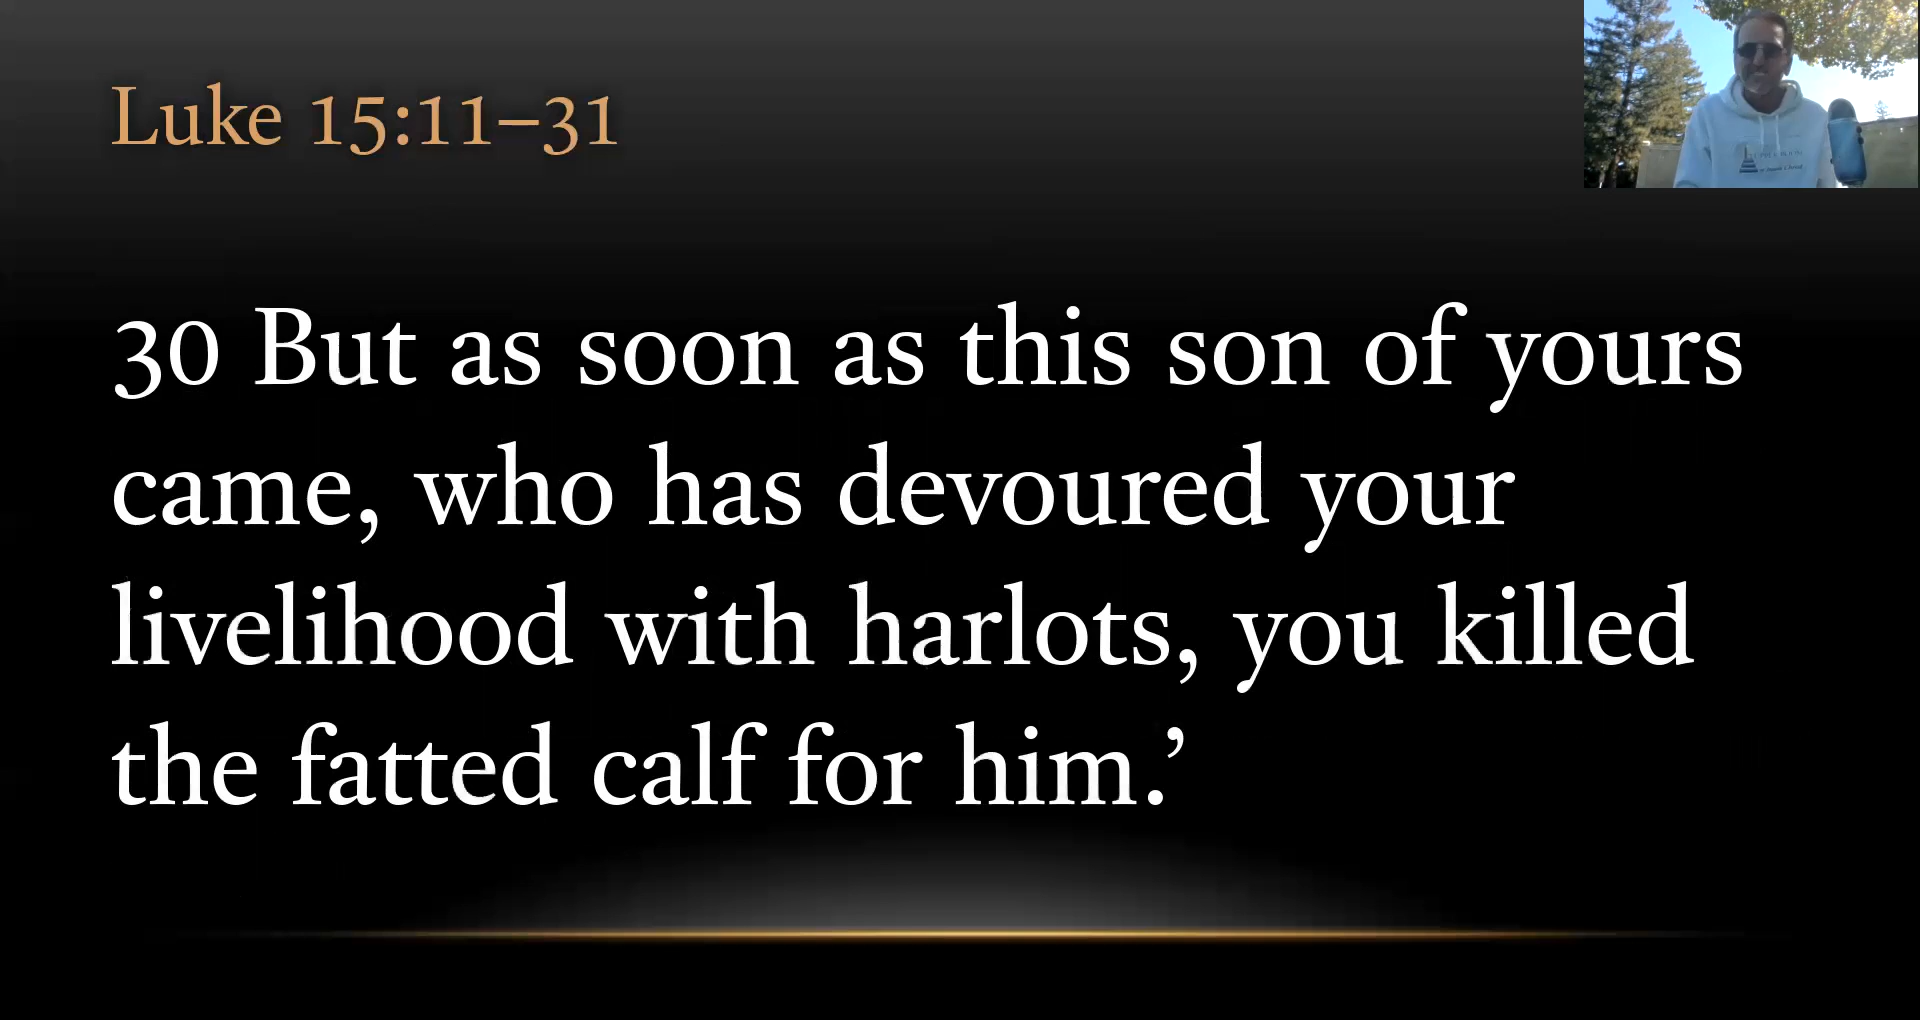 Luke 15:11–31
30 But as soon as this son of yours
came, who has devoured your
livelihood with harlots, you killed
the fatted calf for him.’